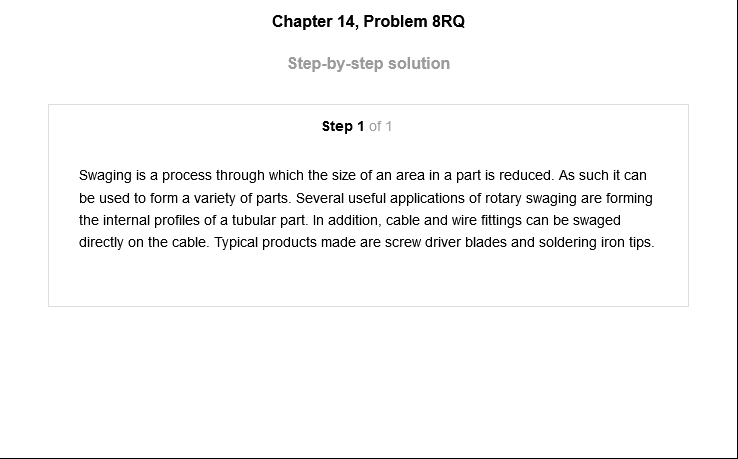 Chapter 14, Problem 8RQ
Step-by-step solution
Step 1 of 1
Swaging is a process through which the size of an area in a part is reduced. As such it can
be used to form a variety of parts. Several useful applications of rotary swaging are forming
the internal profiles of a tubular part. In addition, cable and wire fittings can be swaged
directly on the cable. Typical products made are screw driver blades and soldering iron tips.